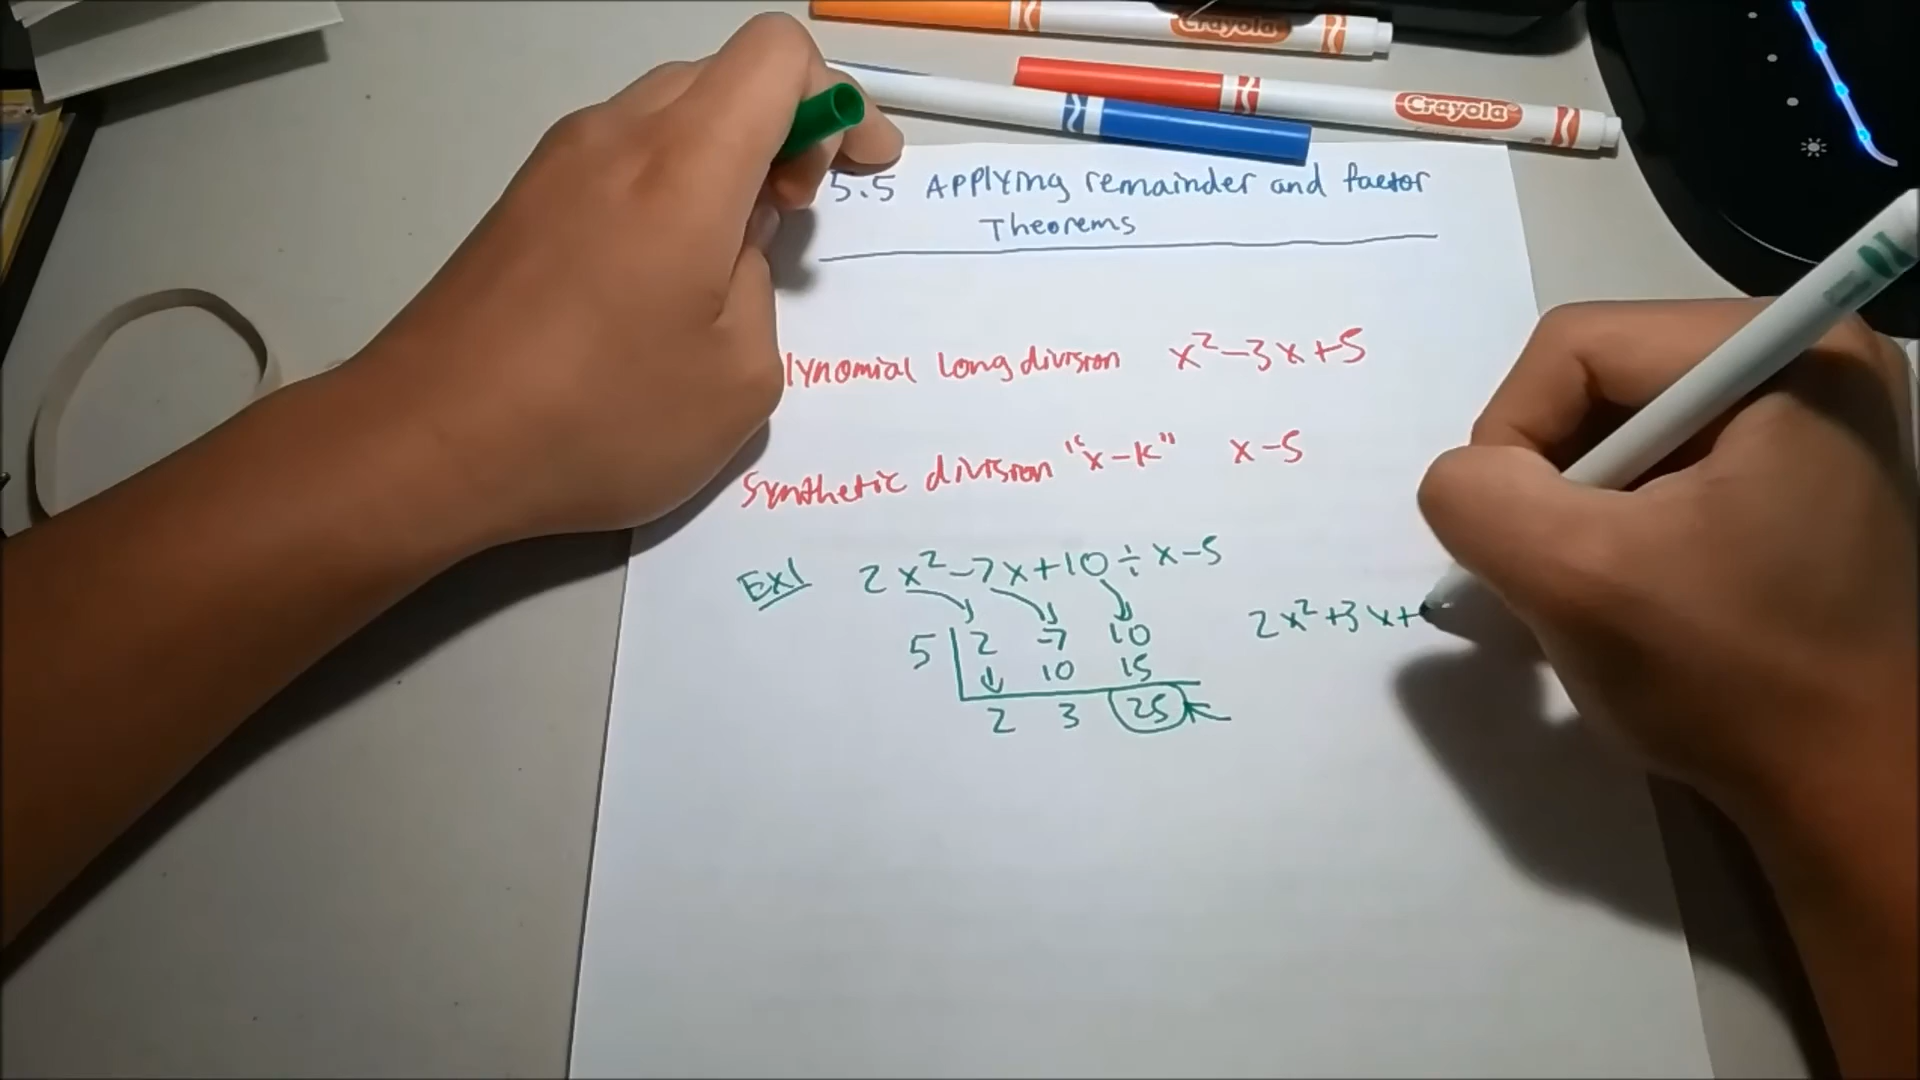 Crayola
Crayola
5.5 Applying remainder and factor
Theorems
lynomial long division x²-3x+5
Synthetic division "x-k" x-5
Ex1 2x²-7x+10÷x-5
5 2 -7 10
10 15
2 3 25
2x²+3x+